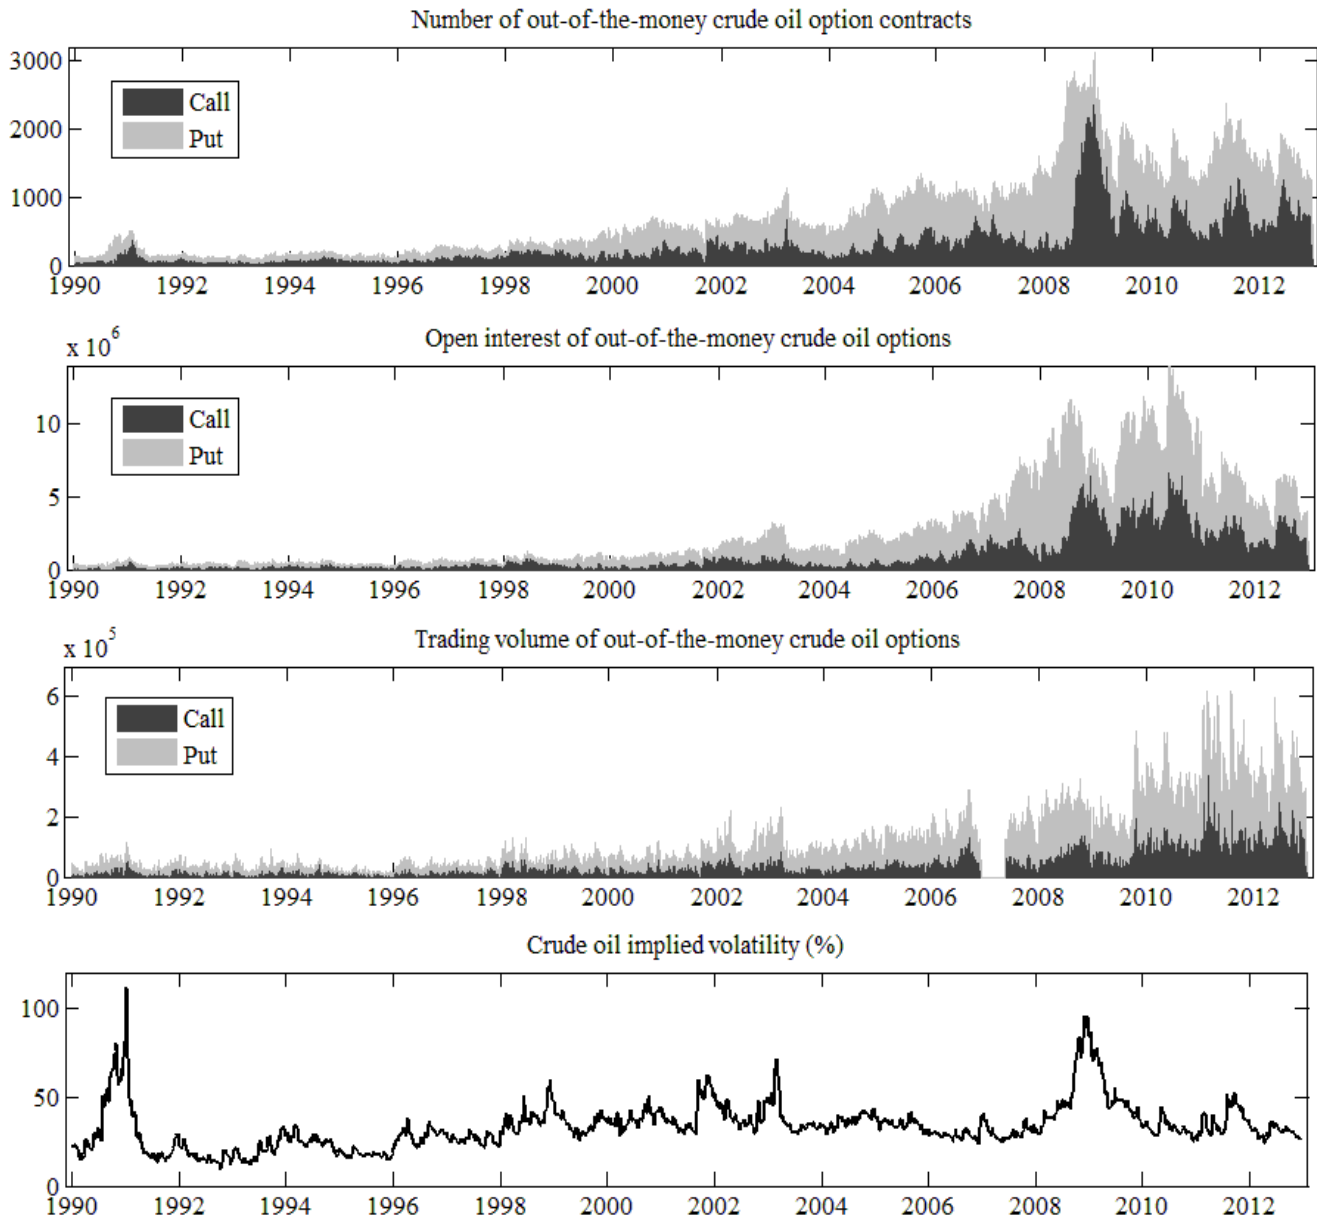 Number of out-of-the-money crude oil option contracts
3000
2000
1000
0
Call
Put
1990 1992 1994 1996 1998 2000 2002 2004 2006 2008 2010 2012
Open interest of out-of-the-money crude oil options
x 10^6
10
5
0
Call
Put
1990 1992 1994 1996 1998 2000 2002 2004 2006 2008 2010 2012
Trading volume of out-of-the-money crude oil options
x 10^5
6
4
2
0
Call
Put
1990 1992 1994 1996 1998 2000 2002 2004 2006 2008 2010 2012
Crude oil implied volatility (%)
100
50
0
1990 1992 1994 1996 1998 2000 2002 2004 2006 2008 2010 2012